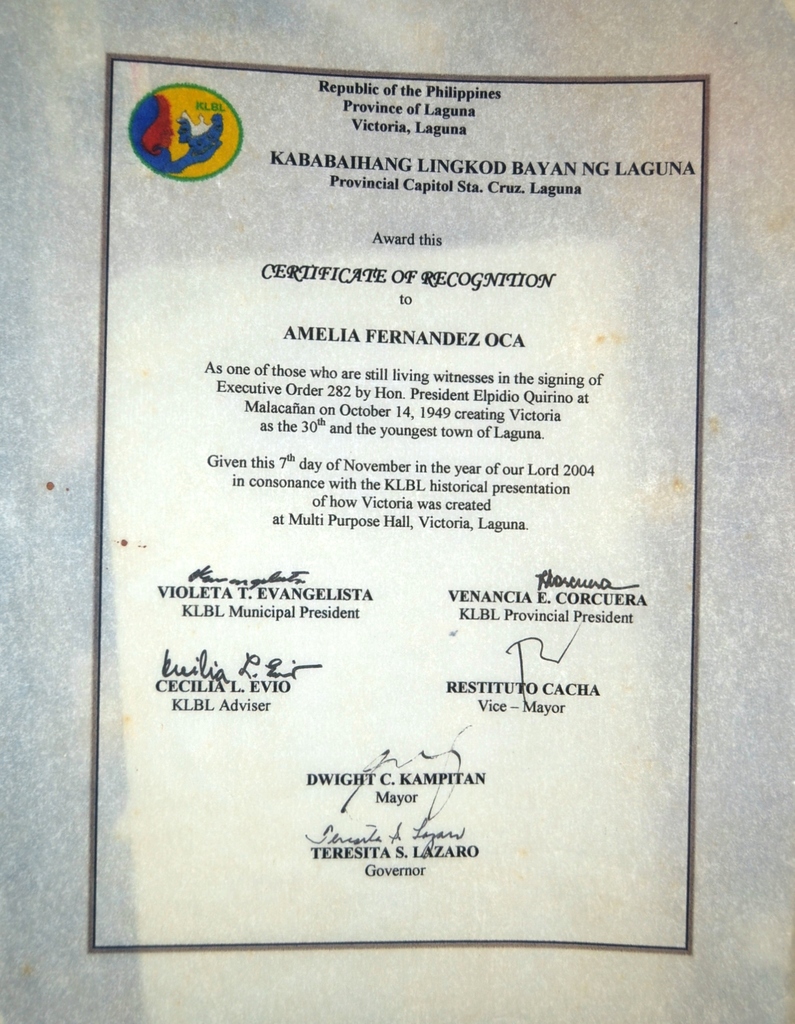 KLBL
Republic of the Philippines
Province of Laguna
Victoria, Laguna
KABABAIHANG LINGKOD BAYAN NG LAGUNA
Provincial Capitol Sta. Cruz. Laguna
Award this
CERTIFICATE OF RECOGNITION
to
AMELIA FERNANDEZ OCA
As one of those who are still living witnesses in the signing of
Executive Order 282 by Hon. President Elpidio Quirino at
Malacañan on October 14, 1949 creating Victoria
as the 30th and the youngest town of Laguna.
Given this 7th day of November in the year of our Lord 2004
in consonance with the KLBL historical presentation
of how Victoria was created
at Multi Purpose Hall, Victoria, Laguna.
VIOLETA T. EVANGELISTA
KLBL Municipal President
VENANCIA E. CORCUERA
KLBL Provincial President
Cecilia L. Evio
CECILIA L. EVIO
KLBL Adviser
RESTITUTO CACHA
Vice – Mayor
DWIGHT C. KAMPITAN
Mayor
Teresita S. Lazaro
TERESITA S. LAZARO
Governor